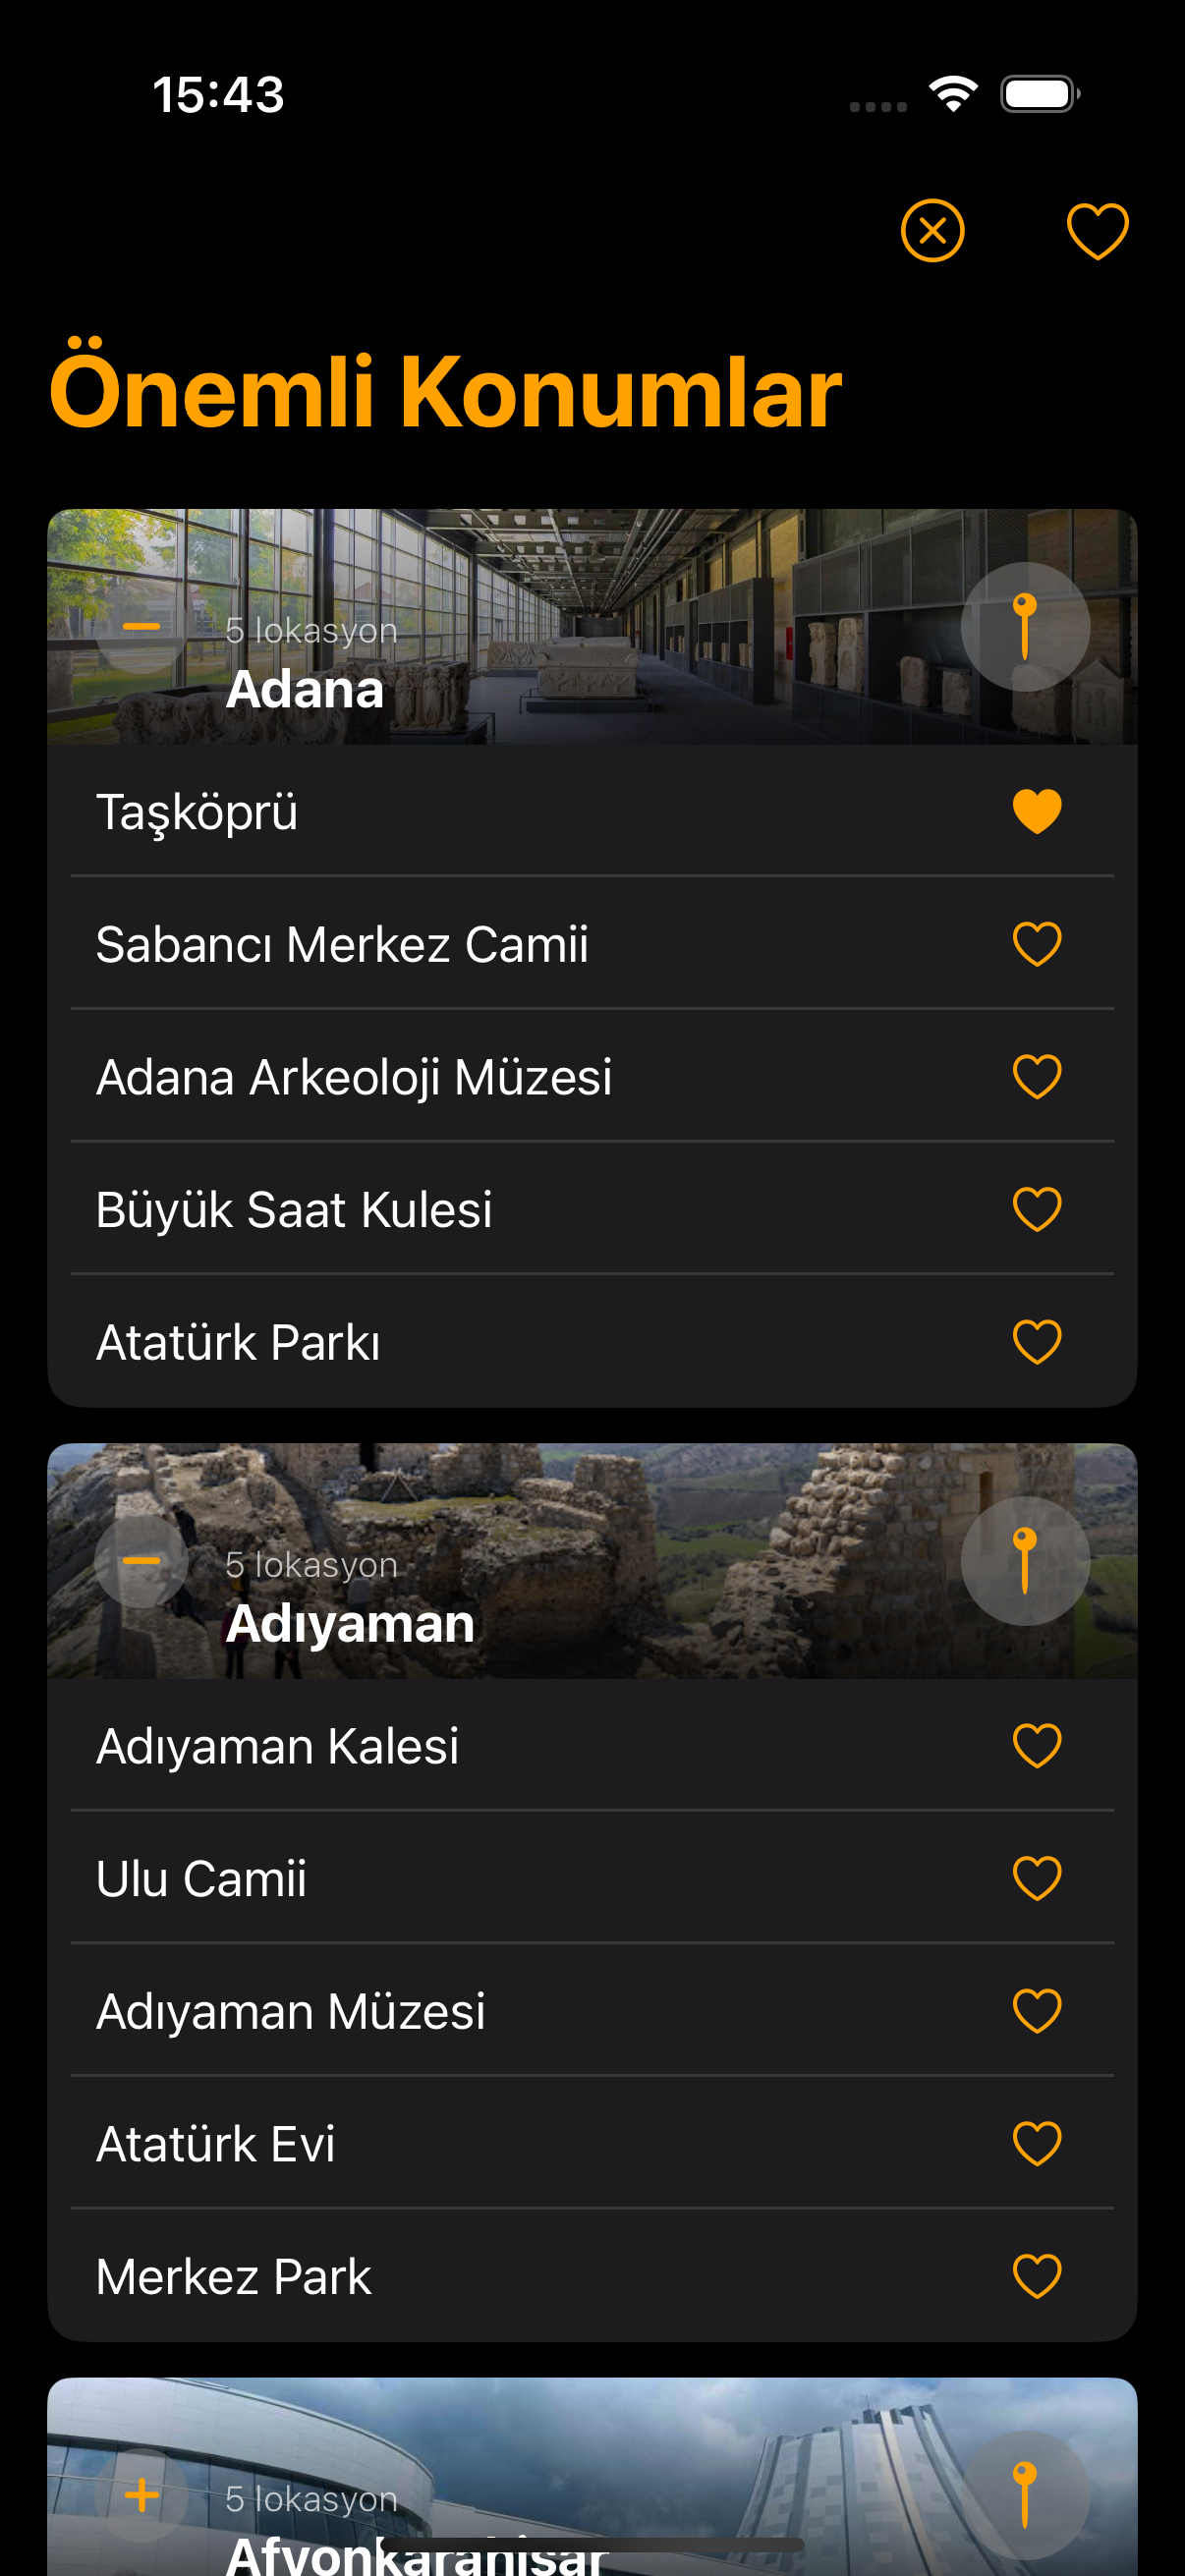 15:43
Önemli Konumlar
5 lokasyon
Adana
Taşköprü
Sabancı Merkez Camii
Adana Arkeoloji Müzesi
Büyük Saat Kulesi
Atatürk Parkı
5 lokasyon
Adıyaman
Adıyaman Kalesi
Ulu Camii
Adıyaman Müzesi
Atatürk Evi
Merkez Park
5 lokasyon
Afyonkarahisar